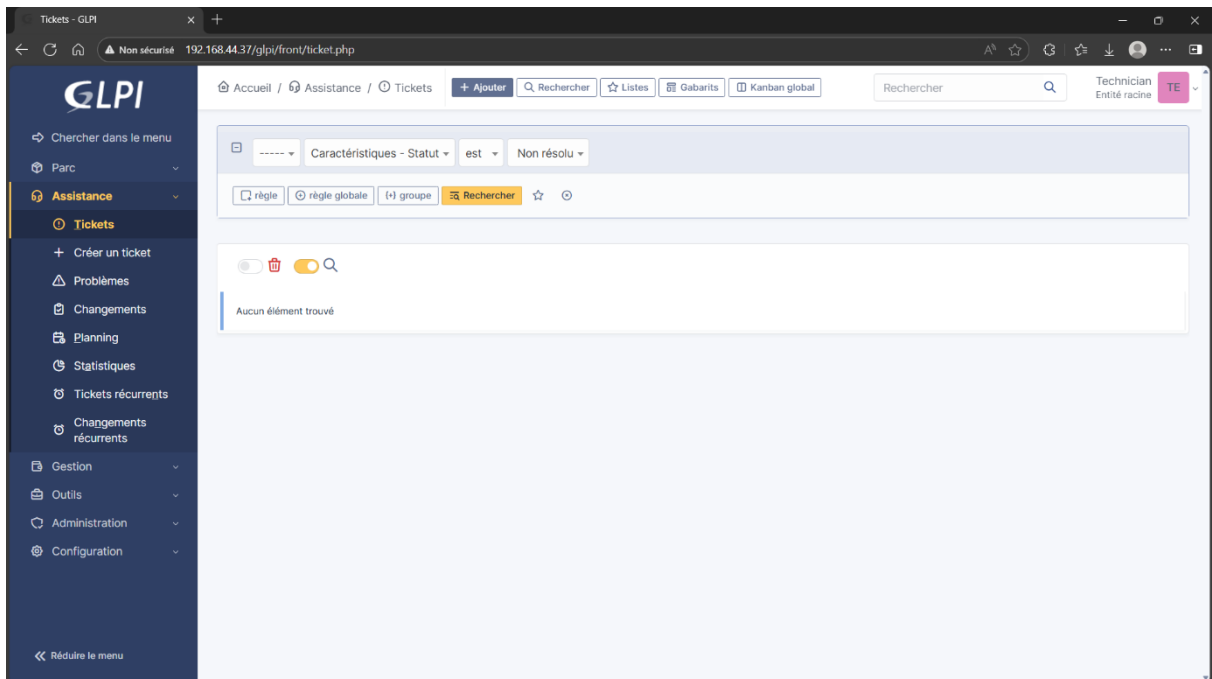 Tickets - GLPI
Non sécurisé 192.168.44.37/glpi/front/ticket.php
GLPI
Accueil / Assistance / Tickets + Ajouter Rechercher Listes Gabarits Kanban global Rechercher Technician TE
Entité racine
Chercher dans le menu
Parc
Assistance
Tickets
+ Créer un ticket
Problèmes
Changements
Planning
Statistiques
Tickets récurrents
Changements
récurrents
Gestion
Outils
Administration
Configuration
Réduire le menu
----- Caractéristiques - Statut est Non résolu
règle règle globale (+) groupe Rechercher
Aucun élément trouvé